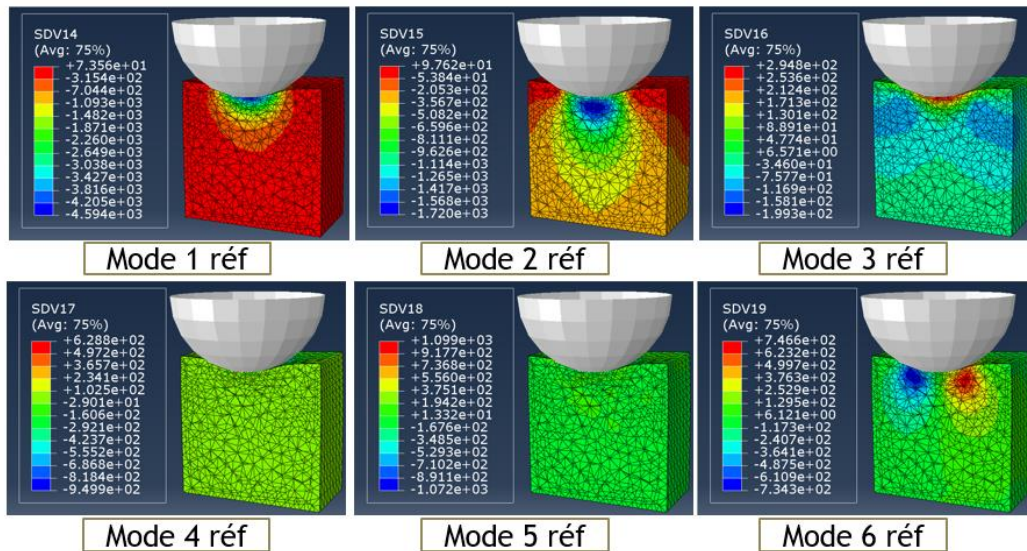 SDV14
(Avg: 75%)
+7.356e+01
-3.154e+02
-7.044e+02
-1.093e+03
-1.482e+03
-1.871e+03
-2.260e+03
-2.649e+03
-3.038e+03
-3.427e+03
-3.816e+03
-4.205e+03
-4.594e+03
Mode 1 réf
SDV15
(Avg: 75%)
+9.762e+01
-5.384e+01
-2.053e+02
-3.567e+02
-5.082e+02
-6.596e+02
-8.111e+02
-9.626e+02
-1.114e+03
-1.265e+03
-1.417e+03
-1.568e+03
-1.720e+03
Mode 2 réf
SDV16
(Avg: 75%)
+2.948e+02
+2.536e+02
+2.124e+02
+1.713e+02
+1.301e+02
+8.891e+01
+4.774e+01
+6.571e+00
-3.460e+01
-7.577e+01
-1.169e+02
-1.581e+02
-1.993e+02
Mode 3 réf
SDV17
(Avg: 75%)
+6.288e+02
+4.972e+02
+3.657e+02
+2.341e+02
+1.025e+02
-2.901e+01
-1.606e+02
-2.921e+02
-4.237e+02
-5.552e+02
-6.868e+02
-8.184e+02
-9.499e+02
Mode 4 réf
SDV18
(Avg: 75%)
+1.099e+03
+9.177e+02
+7.368e+02
+5.560e+02
+3.751e+02
+1.942e+02
+1.332e+01
-1.676e+02
-3.485e+02
-5.293e+02
-7.102e+02
-8.911e+02
-1.072e+03
Mode 5 réf
SDV19
(Avg: 75%)
+7.466e+02
+6.232e+02
+4.997e+02
+3.763e+02
+2.529e+02
+1.295e+02
+6.121e+00
-1.173e+02
-2.407e+02
-3.641e+02
-4.875e+02
-6.109e+02
-7.343e+02
Mode 6 réf